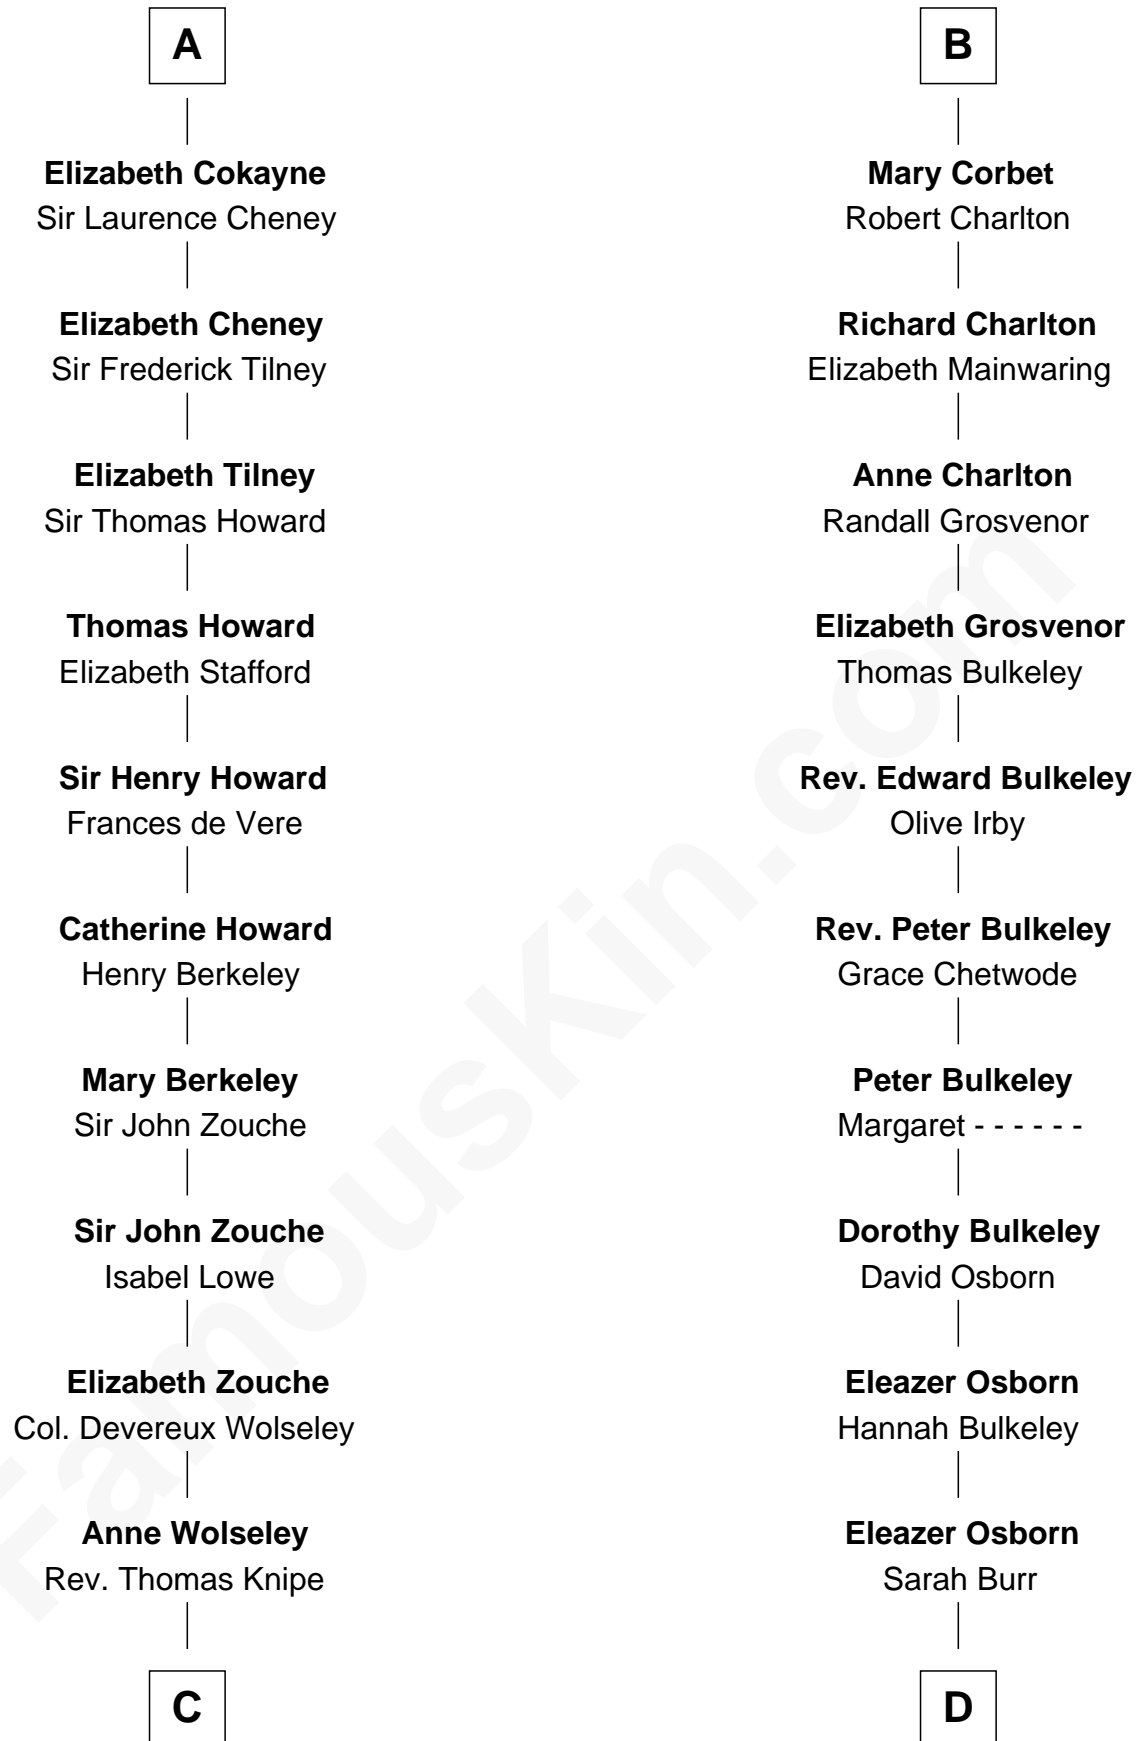 A
Elizabeth Cokayne
Sir Laurence Cheney
Elizabeth Cheney
Sir Frederick Tilney
Elizabeth Tilney
Sir Thomas Howard
Thomas Howard
Elizabeth Stafford
Sir Henry Howard
Frances de Vere
Catherine Howard
Henry Berkeley
Mary Berkeley
Sir John Zouche
Sir John Zouche
Isabel Lowe
Elizabeth Zouche
Col. Devereux Wolseley
Anne Wolseley
Rev. Thomas Knipe
C
B
Mary Corbet
Robert Charlton
Richard Charlton
Elizabeth Mainwaring
Anne Charlton
Randall Grosvenor
Elizabeth Grosvenor
Thomas Bulkeley
Rev. Edward Bulkeley
Olive Irby
Rev. Peter Bulkeley
Grace Chetwode
Peter Bulkeley
Margaret - - - - - -
Dorothy Bulkeley
David Osborn
Eleazer Osborn
Hannah Bulkeley
Eleazer Osborn
Sarah Burr
D
FamousKin.com